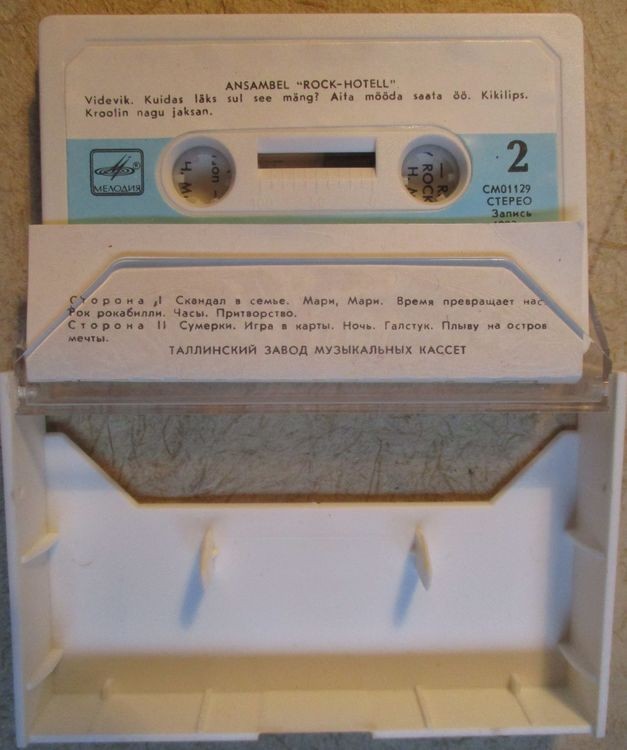 ANSAMBEL "ROCK-HOTELL"
Videvik. Kuidas läks sul see mäng? Aita mööda saata öö. Kikilips.
Kroolin nagu jaksan.
МЕЛОДИЯ
2
СМ01129
СТЕРЕО
Запись
Сторона I Скандал в семье. Мари, Мари. Время превращает нас.
Рок рокабилли. Часы. Притворство.
Сторона II Сумерки. Игра в карты. Ночь. Галстук. Плыву на остров
мечты.
ТАЛЛИНСКИЙ ЗАВОД МУЗЫКАЛЬНЫХ КАССЕТ